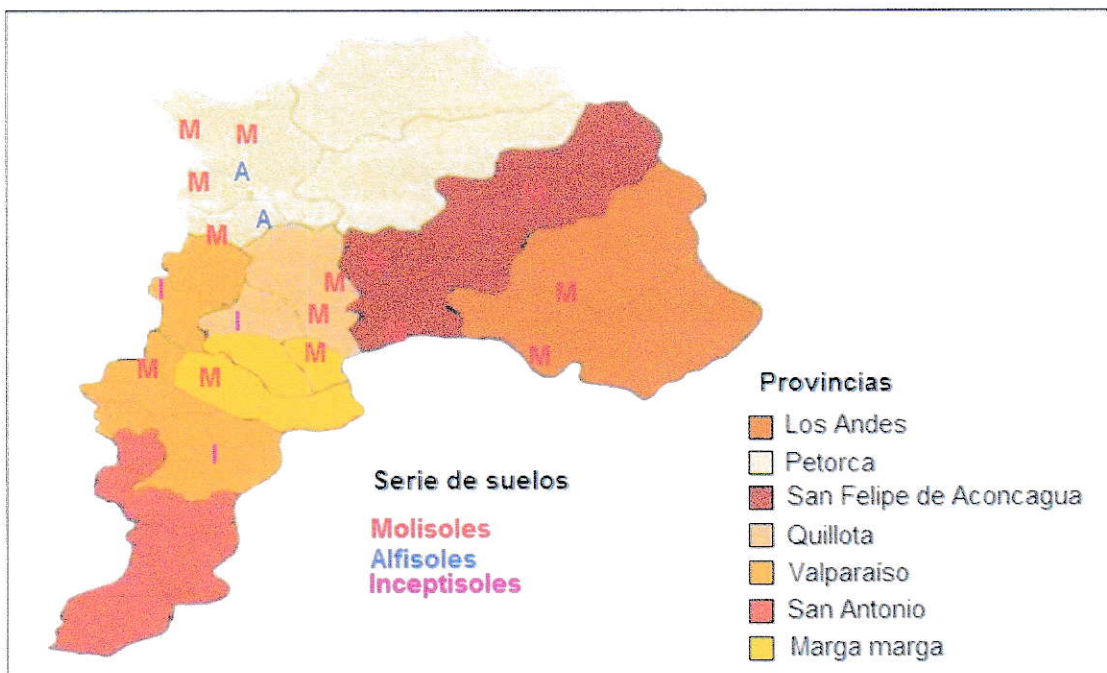 M M
A
M
A
M
M
I
M
M
I
M
M
M
M
M
I
Provincias
Los Andes
Petorca
San Felipe de Aconcagua
Quillota
Valparaíso
San Antonio
Marga marga
Serie de suelos
Molisoles
Alfisoles
Inceptisoles